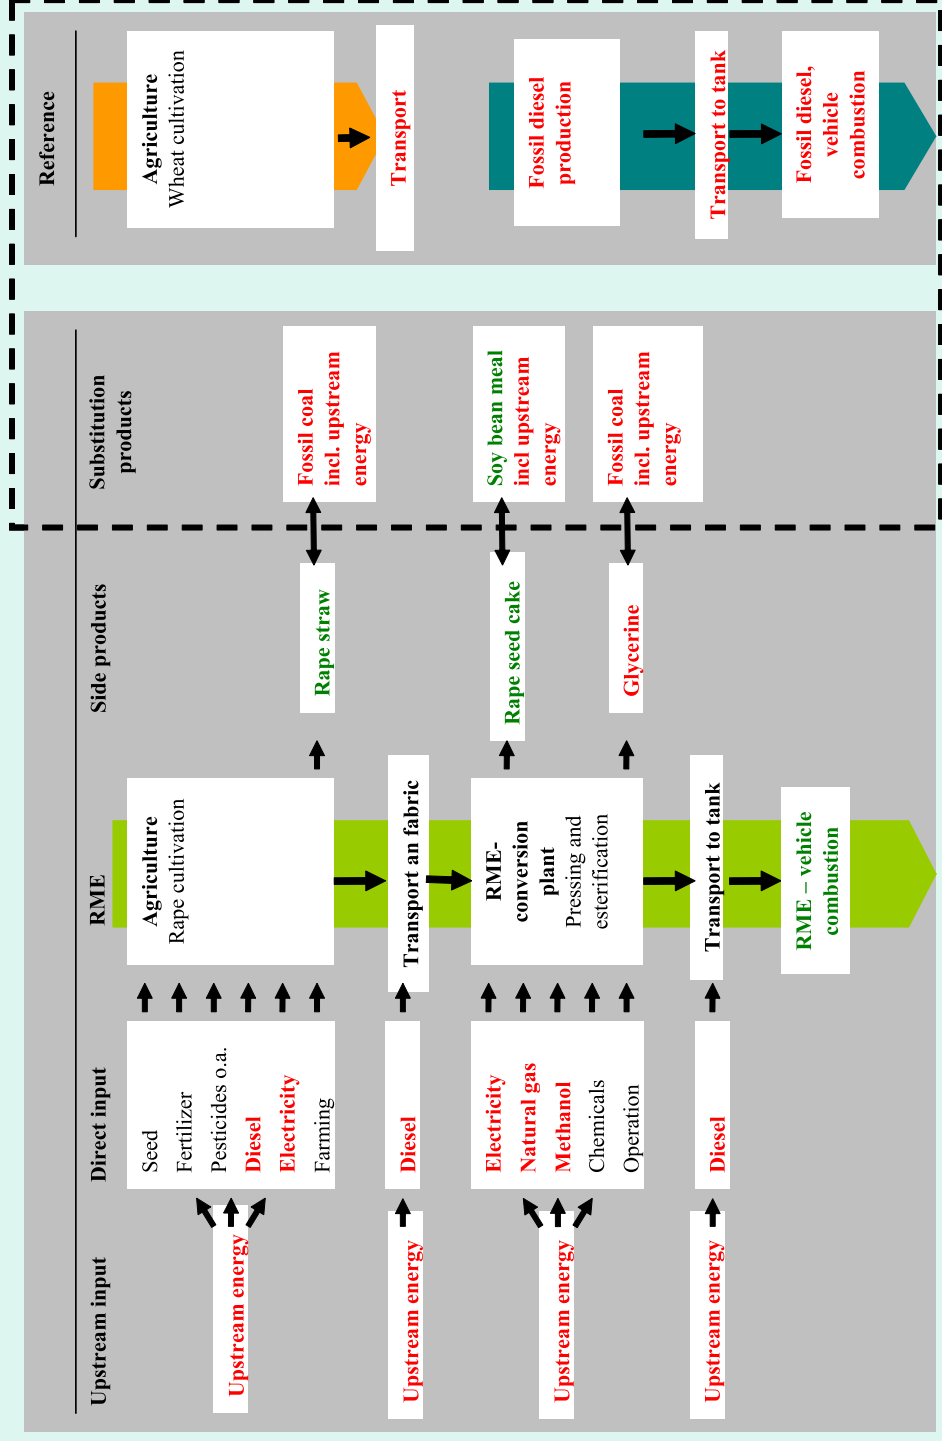 Upstream input
Direct input
RME
Side products
Substitution
products
Reference
Upstream energy
Seed
Fertilizer
Pesticides o.a.
Diesel
Electricity
Farming
Agriculture
Rape cultivation
Rape straw
Fossil coal
incl. upstream
energy
Agriculture
Wheat cultivation
Upstream energy
Diesel
Transport an fabric
Transport
Upstream energy
Electricity
Natural gas
Methanol
Chemicals
Operation
RME-
conversion
plant
Pressing and
esterification
Rape seed cake
Soy bean meal
incl upstream
energy
Glycerine
Fossil coal
incl. upstream
energy
Fossil diesel
production
Upstream energy
Diesel
Transport to tank
Transport to tank
RME – vehicle
combustion
Fossil diesel,
vehicle
combustion